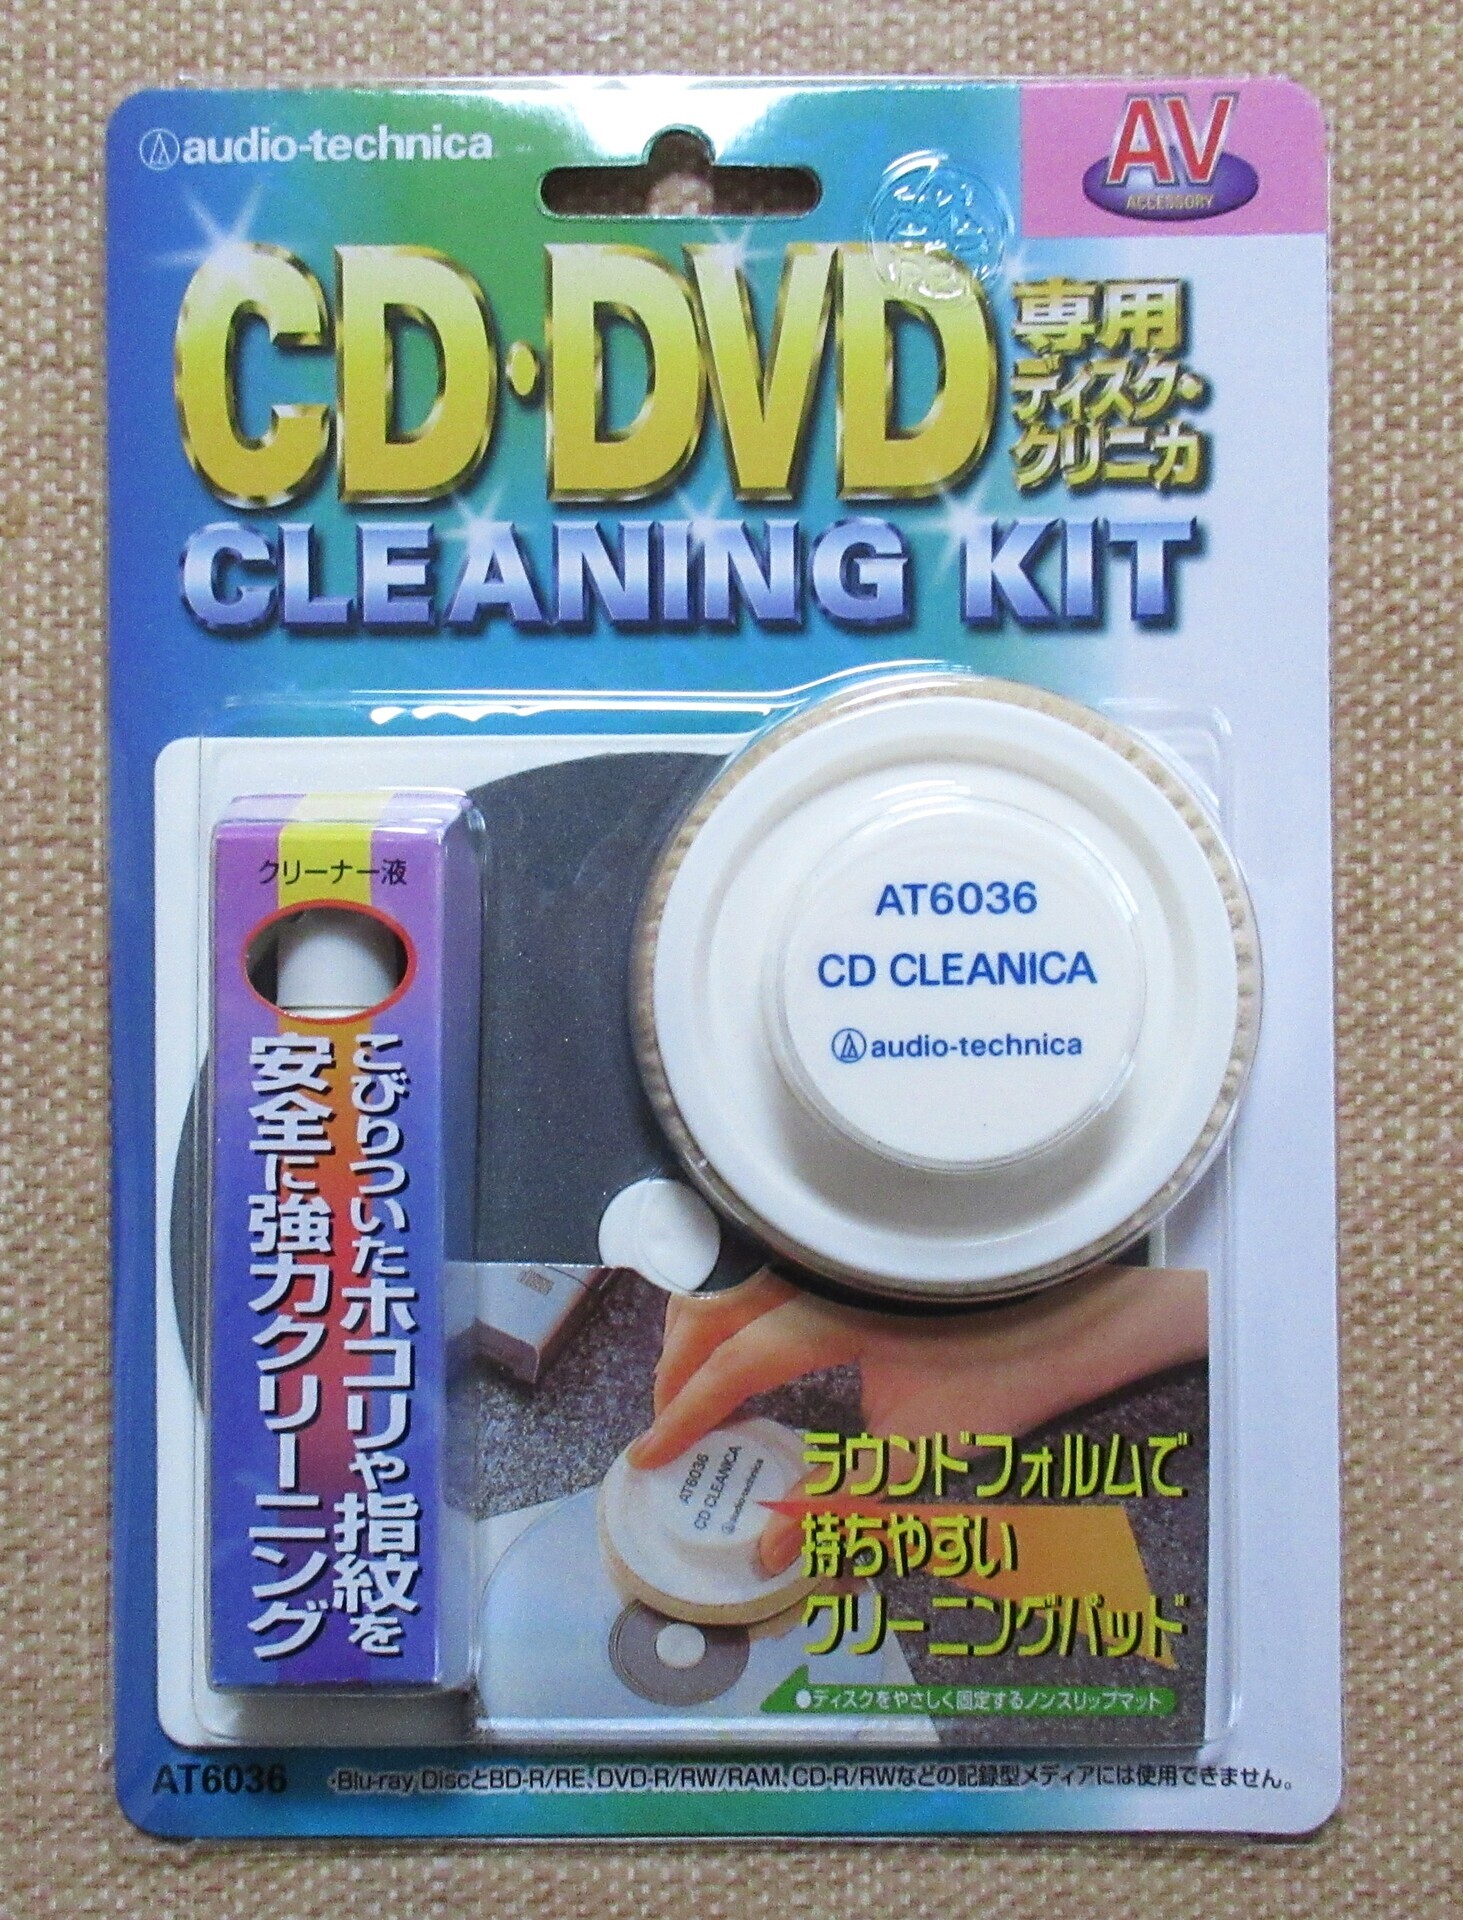 audio-technica
AV
ACCESSORY
CD・DVD
専用
ディスク・
クリニカ
CLEANING KIT
クリーナー液
こびりついたホコリや指紋を
安全に強力クリーニング
AT6036
CD CLEANICA
audio-technica
AT6036
CD CLEANICA
audio-technica
ラウンドフォルムで
持ちやすい
クリーニングパッド
●ディスクをやさしく固定するノンスリップマット
AT6036
・Blu-ray DiscとBD-R/RE、DVD-R/RW/RAM、CD-R/RWなどの記録型メディアには使用できません。